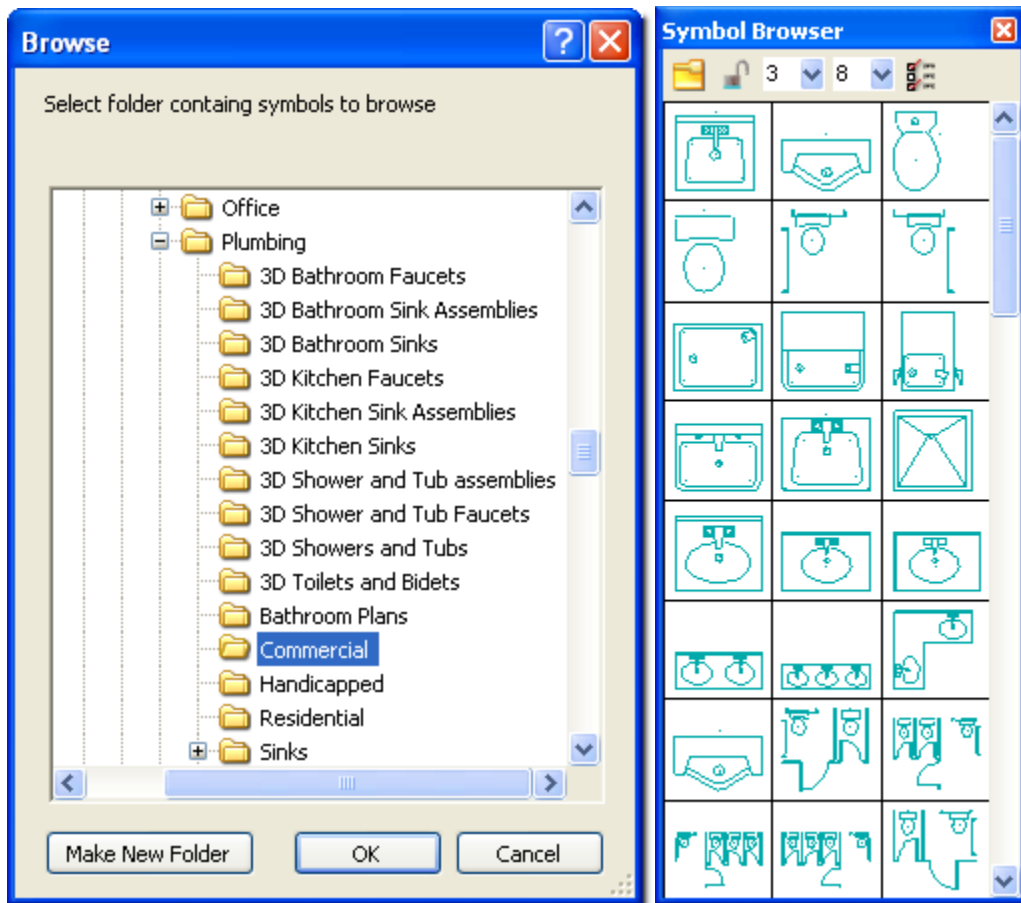 Browse
Select folder containg symbols to browse
Office
Plumbing
3D Bathroom Faucets
3D Bathroom Sink Assemblies
3D Bathroom Sinks
3D Kitchen Faucets
3D Kitchen Sink Assemblies
3D Kitchen Sinks
3D Shower and Tub assemblies
3D Shower and Tub Faucets
3D Showers and Tubs
3D Toilets and Bidets
Bathroom Plans
Commercial
Handicapped
Residential
Sinks
Make New Folder
OK
Cancel
Symbol Browser
3 8